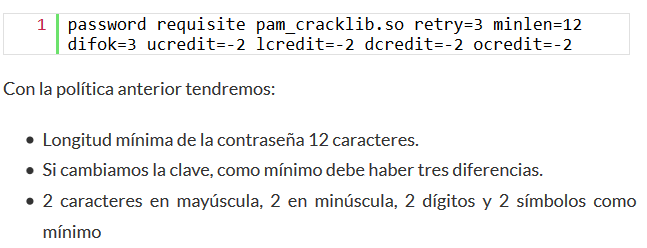 1 password requisite pam_cracklib.so retry=3 minlen=12
difok=3 ucredit=-2 lcredit=-2 dcredit=-2 ocredit=-2
Con la política anterior tendremos:
• Longitud mínima de la contraseña 12 caracteres.
• Si cambiamos la clave, como mínimo debe haber tres diferencias.
• 2 caracteres en mayúscula, 2 en minúscula, 2 dígitos y 2 símbolos como
mínimo